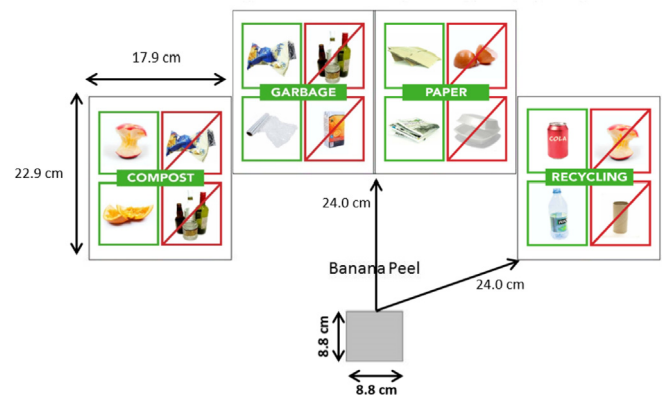 17.9 cm
22.9 cm
COMPOST
GARBAGE
PAPER
COLA
RECYCLING
24.0 cm
Banana Peel
24.0 cm
8.8 cm
8.8 cm